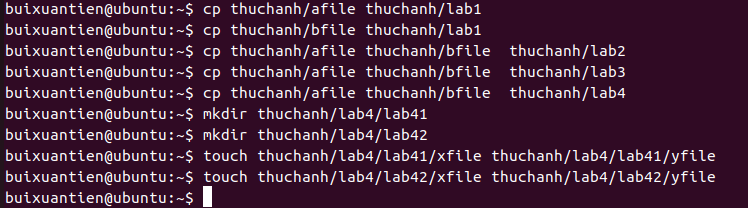 buixuantien@ubuntu:~$ cp thuchanh/afile thuchanh/lab1
buixuantien@ubuntu:~$ cp thuchanh/bfile thuchanh/lab1
buixuantien@ubuntu:~$ cp thuchanh/afile thuchanh/bfile  thuchanh/lab2
buixuantien@ubuntu:~$ cp thuchanh/afile thuchanh/bfile  thuchanh/lab3
buixuantien@ubuntu:~$ cp thuchanh/afile thuchanh/bfile  thuchanh/lab4
buixuantien@ubuntu:~$ mkdir thuchanh/lab4/lab41
buixuantien@ubuntu:~$ mkdir thuchanh/lab4/lab42
buixuantien@ubuntu:~$ touch thuchanh/lab4/lab41/xfile thuchanh/lab4/lab41/yfile
buixuantien@ubuntu:~$ touch thuchanh/lab4/lab42/xfile thuchanh/lab4/lab42/yfile
buixuantien@ubuntu:~$